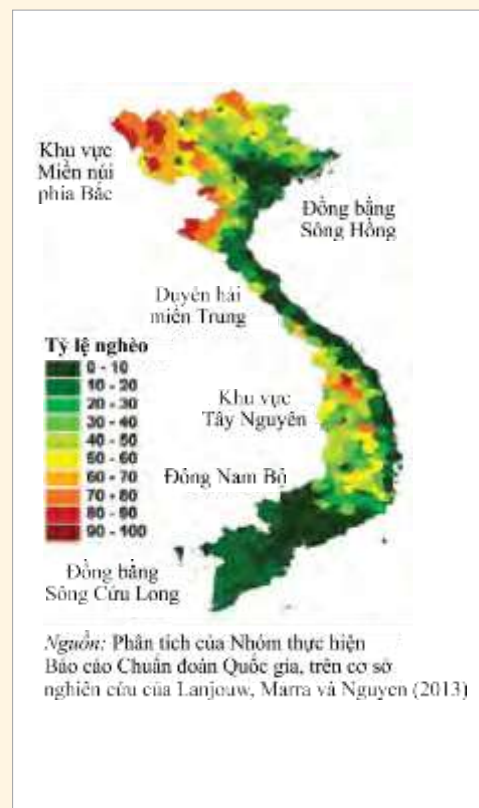 Khu vực
Miền núi
phía Bắc
Đồng bằng
Sông Hồng
Duyên hải
miền Trung
Tỷ lệ nghèo
0 - 10
10 - 20
20 - 30
30 - 40
40 - 50
50 - 60
60 - 70
70 - 80
80 - 90
90 - 100
Khu vực
Tây Nguyên
Đông Nam Bộ
Đồng bằng
Sông Cửu Long
Nguồn: Phân tích của Nhóm thực hiện
Báo cáo Chuẩn đoán Quốc gia, trên cơ sở
nghiên cứu của Lanjouw, Marra và Nguyen (2013)